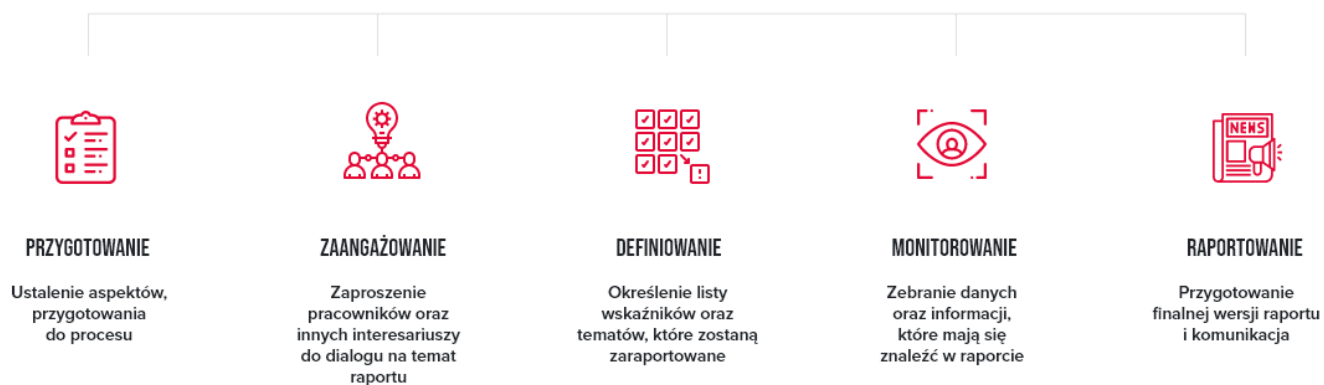 NEWS
PRZYGOTOWANIE
Ustalenie aspektów,
przygotowania
do procesu
ZAANGAŻOWANIE
Zaproszenie
pracowników oraz
innych interesariuszy
do dialogu na temat
raportu
DEFINIOWANIE
Określenie listy
wskaźników oraz
tematów, które zostaną
zaraportowane
MONITOROWANIE
Zebranie danych
oraz informacji,
które mają się
znaleźć w raporcie
RAPORTOWANIE
Przygotowanie
finalnej wersji raportu
i komunikacja